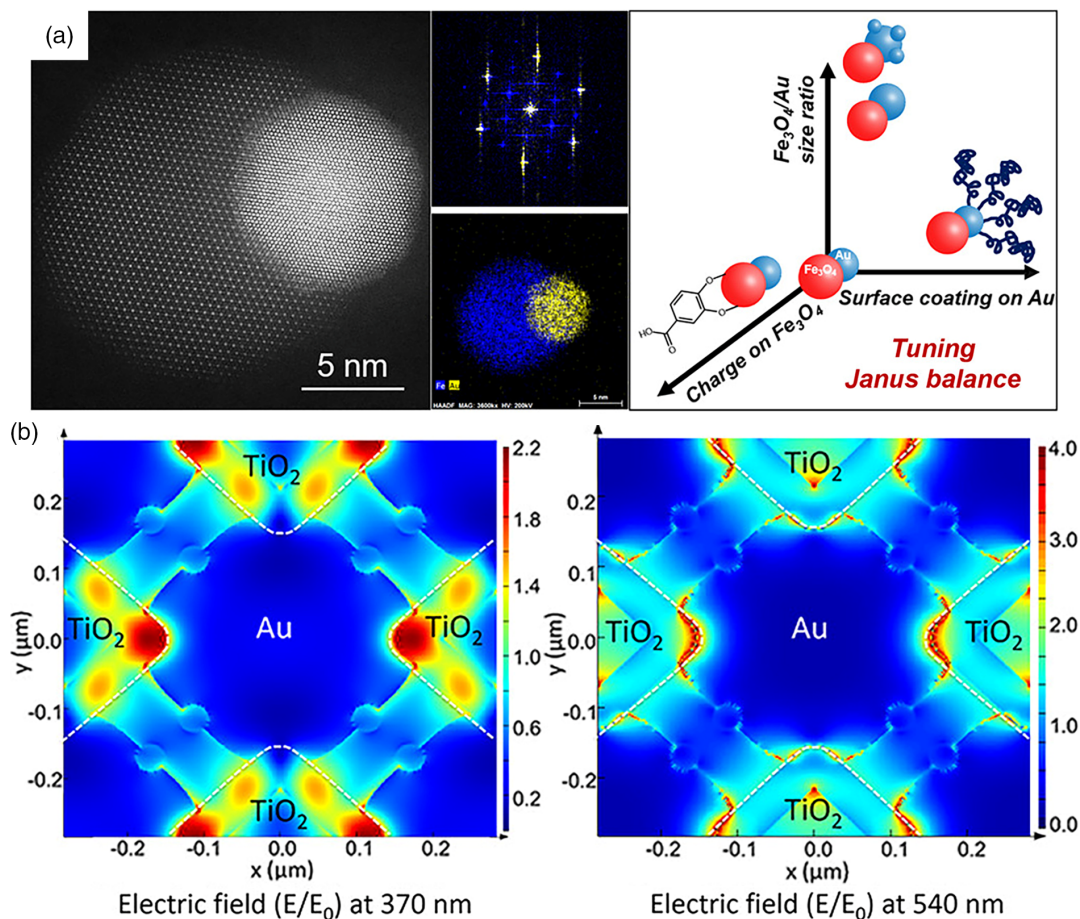 (a)
5 nm
Fe Au
HAADF MAG: 3600kx HV: 200kV
5 nm
Fe₃O₄/Au
size ratio
Au
Fe₃O₄
Surface coating on Au
Charge on Fe₃O₄
HO
O
O
O
Tuning
Janus balance
(b)
TiO₂
TiO₂
Au
TiO₂
TiO₂
0.2
0.1
0.0
-0.1
-0.2
y (µm)
-0.2
-0.1
0.0
0.1
0.2
x (µm)
2.2
1.8
1.4
1.0
0.6
0.2
Electric field (E/E₀) at 370 nm
TiO₂
TiO₂
Au
TiO₂
TiO₂
0.2
0.1
0.0
-0.1
-0.2
y (µm)
-0.2
-0.1
0.0
0.1
0.2
x (µm)
4.0
3.0
2.0
1.0
0.0
Electric field (E/E₀) at 540 nm